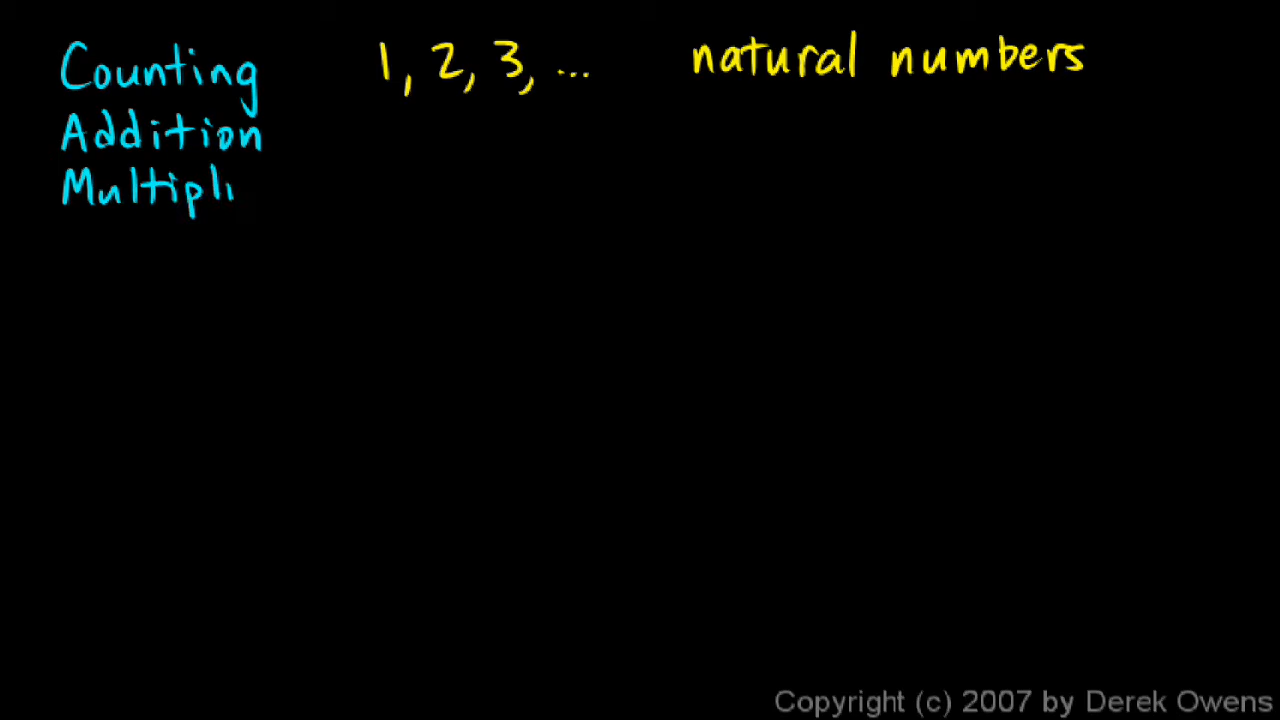 Counting 1, 2, 3, ... natural numbers
Addition
Multipli
Copyright (c) 2007 by Derek Owens